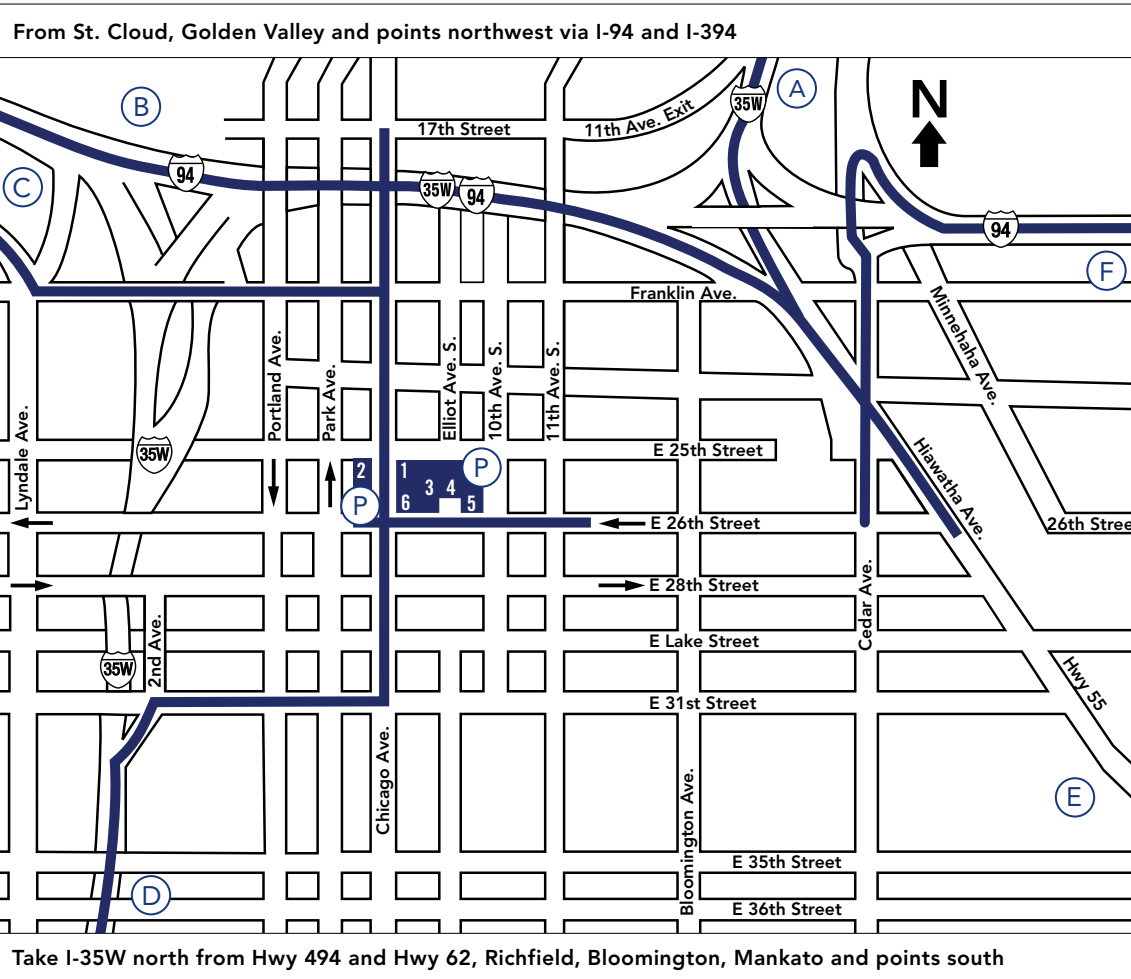 From St. Cloud, Golden Valley and points northwest via I-94 and I-394
A
B
N
35W
11th Ave. Exit
17th Street
94
C
35W
94
94
F
Franklin Ave.
Minnehaha Ave.
Portland Ave.
Park Ave.
Elliot Ave. S.
10th Ave. S.
11th Ave. S.
Lyndale Ave.
35W
E 25th Street
Hiawatha Ave.
2
1
P
3
4
P
6
5
E 26th Street
26th Stree
E 28th Street
Cedar Ave.
2nd Ave.
E Lake Street
35W
Hwy 55
E 31st Street
Chicago Ave.
Bloomington Ave.
E
E 35th Street
D
E 36th Street
Take I-35W north from Hwy 494 and Hwy 62, Richfield, Bloomington, Mankato and points south